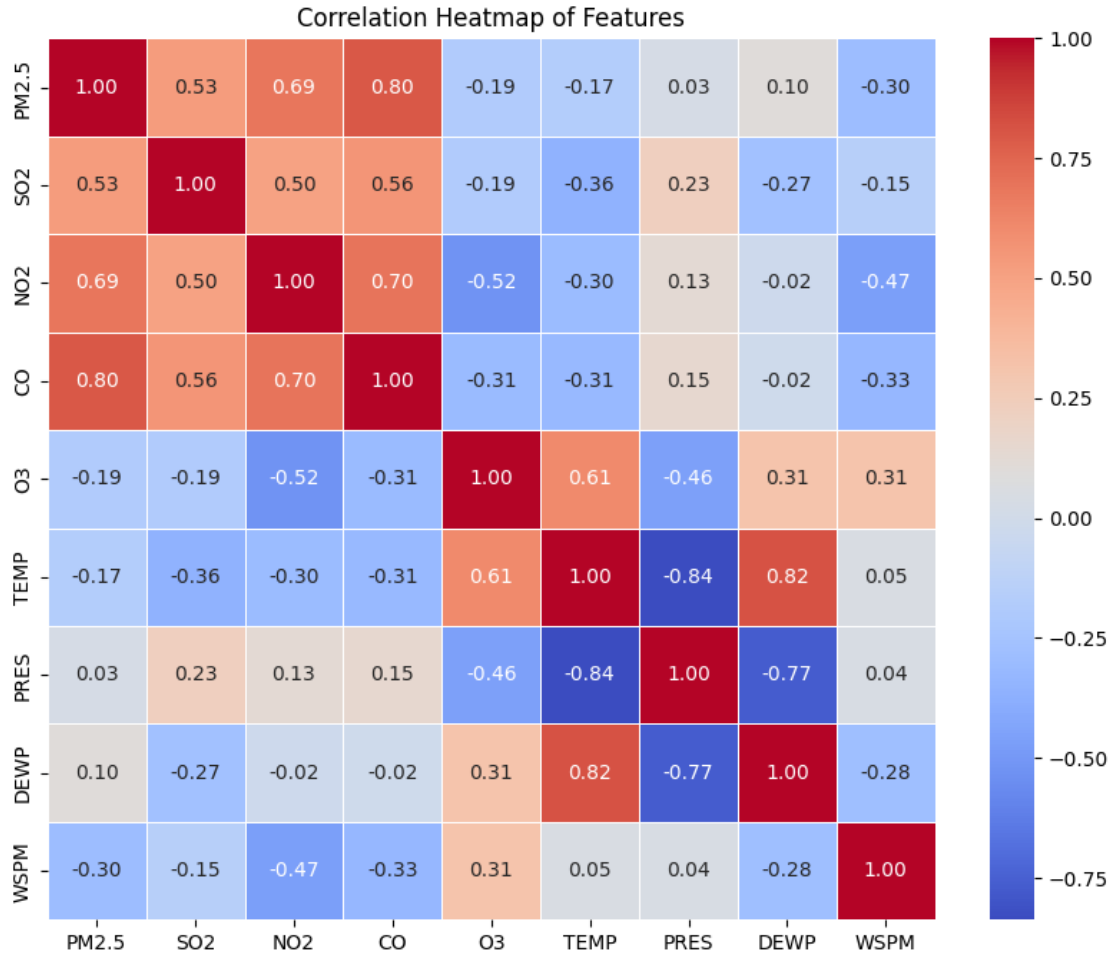 Correlation Heatmap of Features
PM2.5 1.00 0.53 0.69 0.80 -0.19 -0.17 0.03 0.10 -0.30
SO2 0.53 1.00 0.50 0.56 -0.19 -0.36 0.23 -0.27 -0.15
NO2 0.69 0.50 1.00 0.70 -0.52 -0.30 0.13 -0.02 -0.47
CO 0.80 0.56 0.70 1.00 -0.31 -0.31 0.15 -0.02 -0.33
O3 -0.19 -0.19 -0.52 -0.31 1.00 0.61 -0.46 0.31 0.31
TEMP -0.17 -0.36 -0.30 -0.31 0.61 1.00 -0.84 0.82 0.05
PRES 0.03 0.23 0.13 0.15 -0.46 -0.84 1.00 -0.77 0.04
DEWP 0.10 -0.27 -0.02 -0.02 0.31 0.82 -0.77 1.00 -0.28
WSPM -0.30 -0.15 -0.47 -0.33 0.31 0.05 0.04 -0.28 1.00
PM2.5 SO2 NO2 CO O3 TEMP PRES DEWP WSPM
1.00
0.75
0.50
0.25
0.00
−0.25
−0.50
−0.75